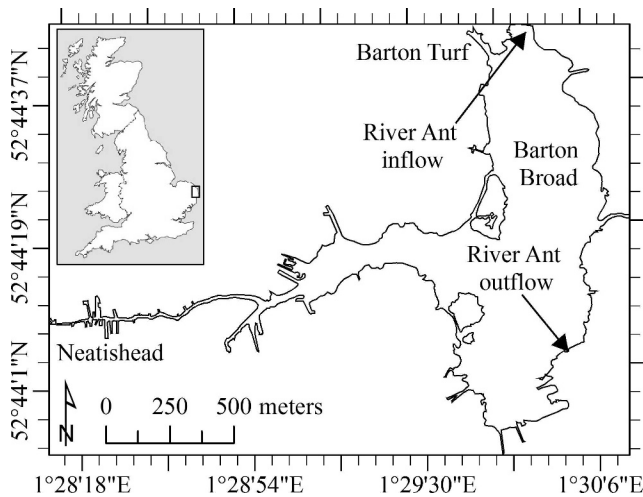 Barton Turf
River Ant
inflow
Barton
Broad
River Ant
outflow
Neatishead
N
0 250 500 meters
52°44'37"N
52°44'19"N
52°44'1"N
1°28'18"E 1°28'54"E 1°29'30"E 1°30'6"E